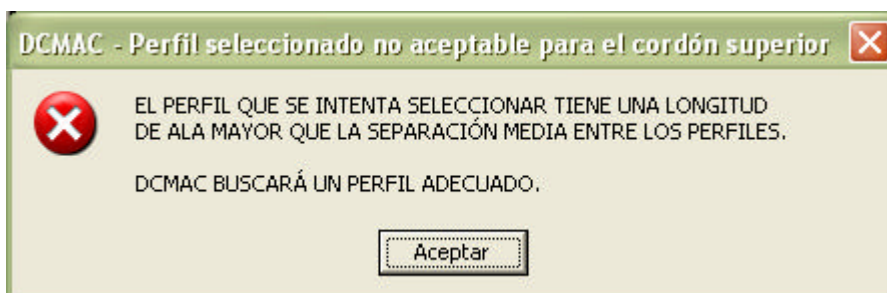 DCMAC - Perfil seleccionado no aceptable para el cordón superior
EL PERFIL QUE SE INTENTA SELECCIONAR TIENE UNA LONGITUD
DE ALA MAYOR QUE LA SEPARACIÓN MEDIA ENTRE LOS PERFILES.
DCMAC BUSCARÁ UN PERFIL ADECUADO.
Aceptar